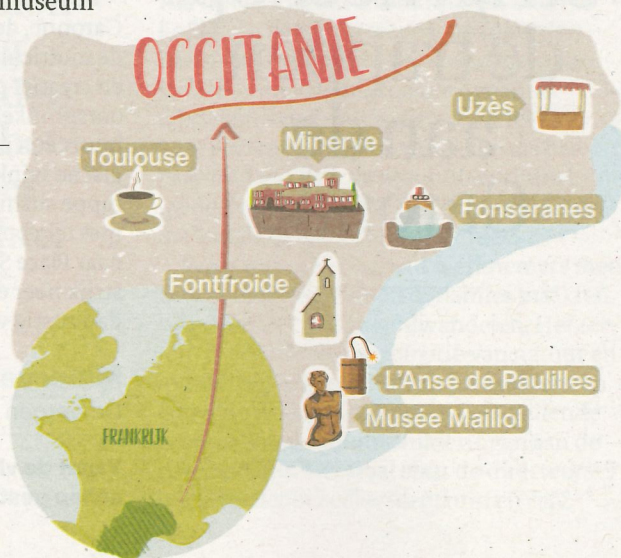 museum
OCCITANIE
Uzès
Minerve
Toulouse
Fonseranes
Fontfroide
L'Anse de Paulilles
Musée Maillol
FRANKRIJK